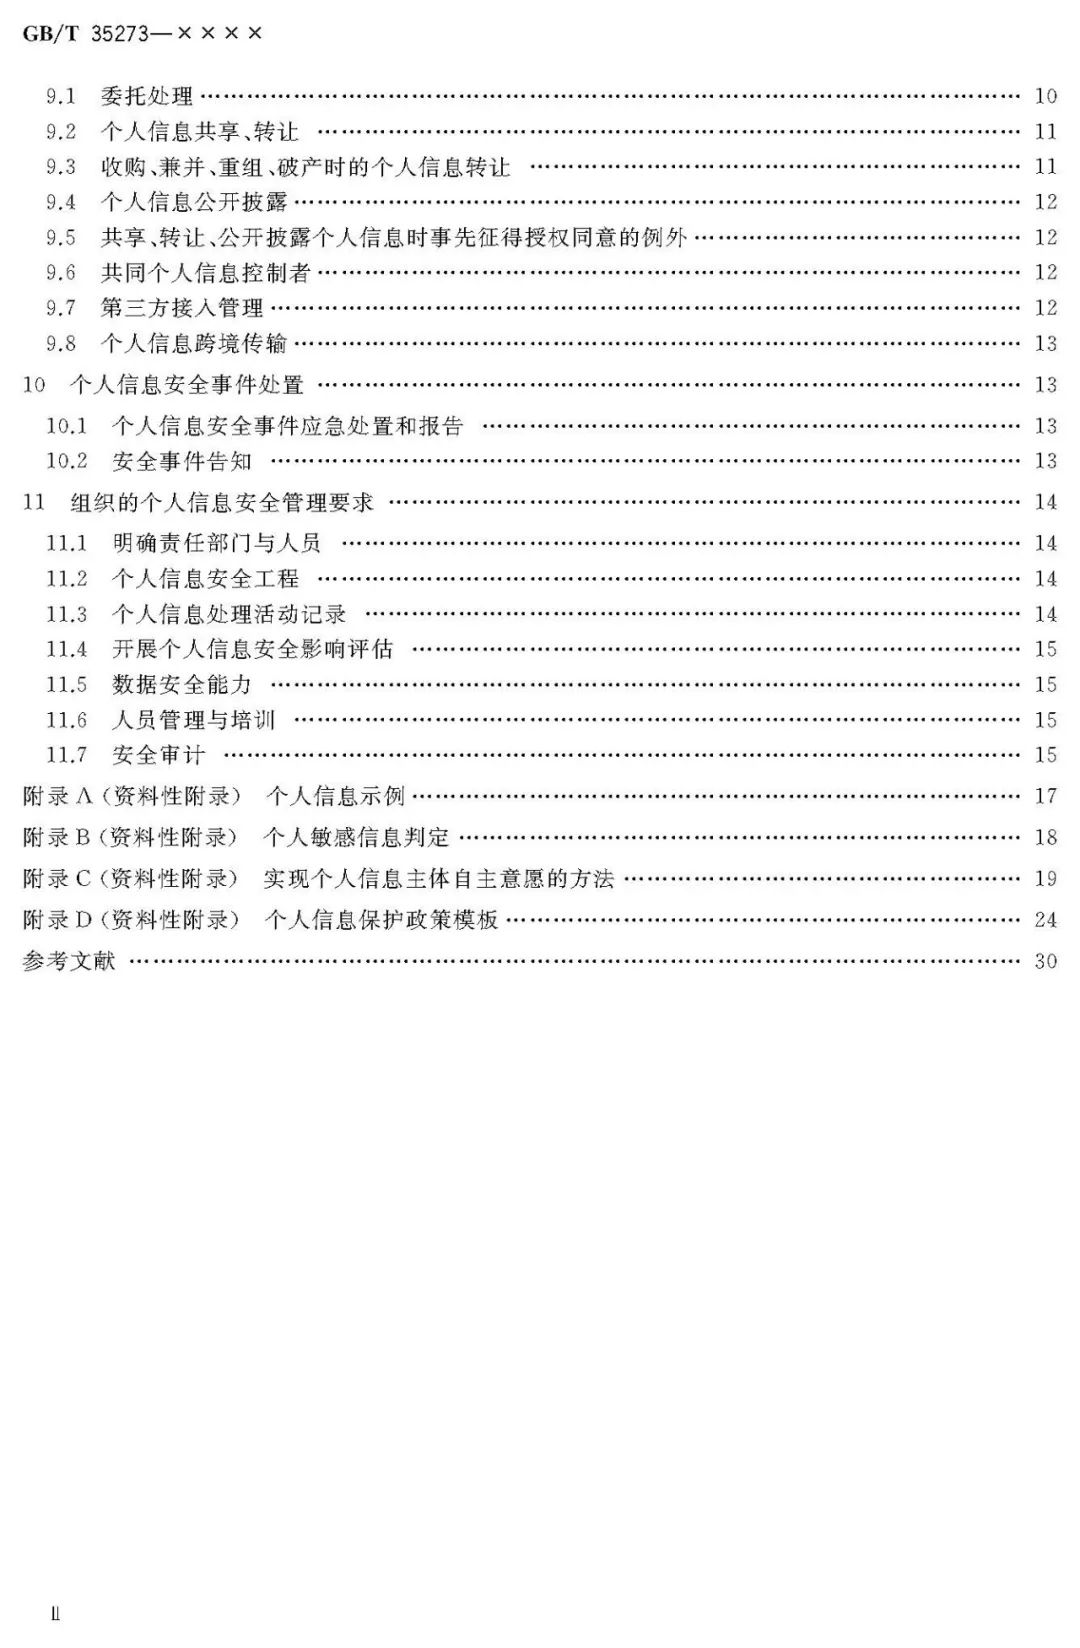 GB/T 35273—××××
9.1 委托处理 …… 10
9.2 个人信息共享、转让 …… 11
9.3 收购、兼并、重组、破产时的个人信息转让 …… 11
9.4 个人信息公开披露 …… 12
9.5 共享、转让、公开披露个人信息时事先征得授权同意的例外 …… 12
9.6 共同个人信息控制者 …… 12
9.7 第三方接入管理 …… 12
9.8 个人信息跨境传输 …… 13
10 个人信息安全事件处置 …… 13
10.1 个人信息安全事件应急处置和报告 …… 13
10.2 安全事件告知 …… 13
11 组织的个人信息安全管理要求 …… 14
11.1 明确责任部门与人员 …… 14
11.2 个人信息安全工程 …… 14
11.3 个人信息处理活动记录 …… 14
11.4 开展个人信息安全影响评估 …… 15
11.5 数据安全能力 …… 15
11.6 人员管理与培训 …… 15
11.7 安全审计 …… 15
附录 A（资料性附录） 个人信息示例 …… 17
附录 B（资料性附录） 个人敏感信息判定 …… 18
附录 C（资料性附录） 实现个人信息主体自主意愿的方法 …… 19
附录 D（资料性附录） 个人信息保护政策模板 …… 24
参考文献 …… 30
Ⅱ